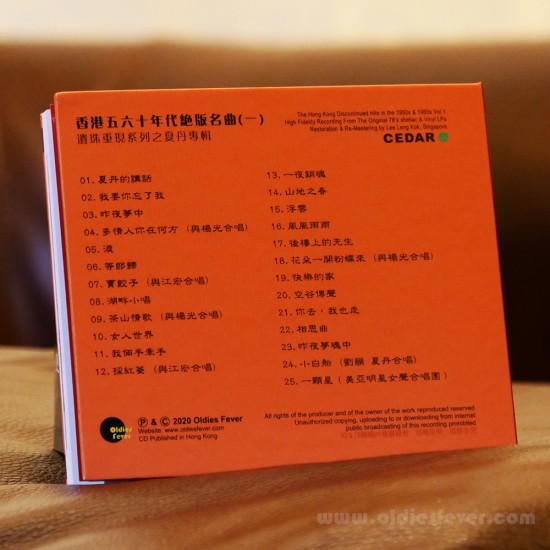 香港五六十年代絕版名曲(一)
遺珠重現系列之夏丹專輯
The Hong Kong Discontinued hits in the 1950s & 1960s Vol.1
High Fidelity Recording From The Original 78's shellac & Vinyl LPs
Restoration & Re-Mastering by Lee Leng Kok, Singapore
CEDAR
01. 夏丹的講話
02. 我要你忘了我
03. 昨夜夢中
04. 多情人你在何方 (與楊光合唱)
05. 淚
06. 等郎歸
07. 賣餃子 (與江宏合唱)
08. 湖畔小唱
09. 茶山情歌 (與楊光合唱)
10. 女人世界
11. 我倆手牽手
12. 採紅菱 (與江宏合唱)
13. 一夜銷魂
14. 山地之春
15. 浮雲
16. 風風雨雨
17. 後樓上的先生
18. 花朵一開粉蝶來 (與楊光合唱)
19. 快樂的家
20. 空谷傳聲
21. 你去，我也走
22. 相思曲
23. 昨夜夢魂中
24. 小白船 (劉韻 夏丹合唱)
25. 一顆星 (美亞明星女聲合唱團)
Oldies Fever
Ⓟ & © 2020 Oldies Fever
Website: www.oldiesfever.com
CD Published in Hong Kong
All rights of the producer and of the owner of the work reproduced reserved
Unauthorized copying, uploading to or downloading from internet
public broadcasting of this recording prohibited
www.oldiesfever.com